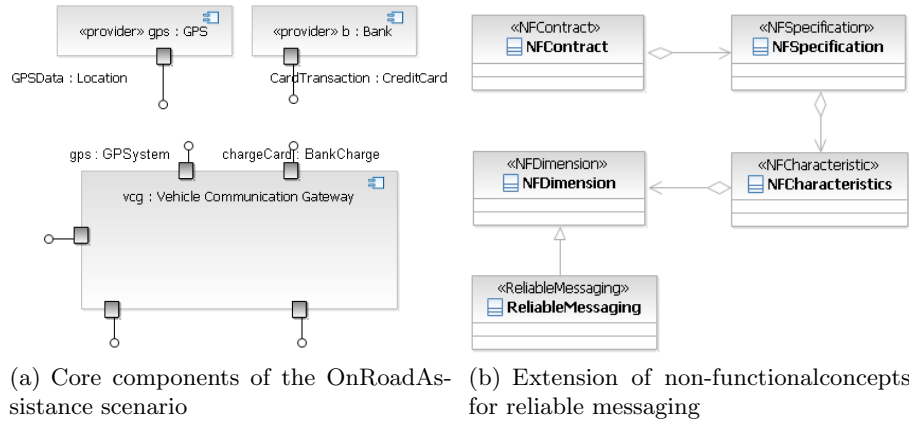 «provider» gps : GPS
«provider» b : Bank
GPSData : Location
CardTransaction : CreditCard
gps : GPSystem
chargeCard : BankCharge
vcg : Vehicle Communication Gateway
(a) Core components of the OnRoadAs-
sistance scenario
«NFContract»
NFContract
«NFSpecification»
NFSpecification
«NFDimension»
NFDimension
«NFCharacteristic»
NFCharacteristics
«ReliableMessaging»
ReliableMessaging
(b) Extension of non-functionalconcepts
for reliable messaging